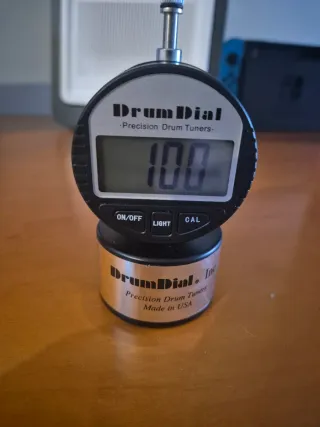 DrumDial
-Precision Drum Tuners-
100
ON/OFF LIGHT CAL
DrumDial. Inc
Precision Drum Tuners
Made in USA